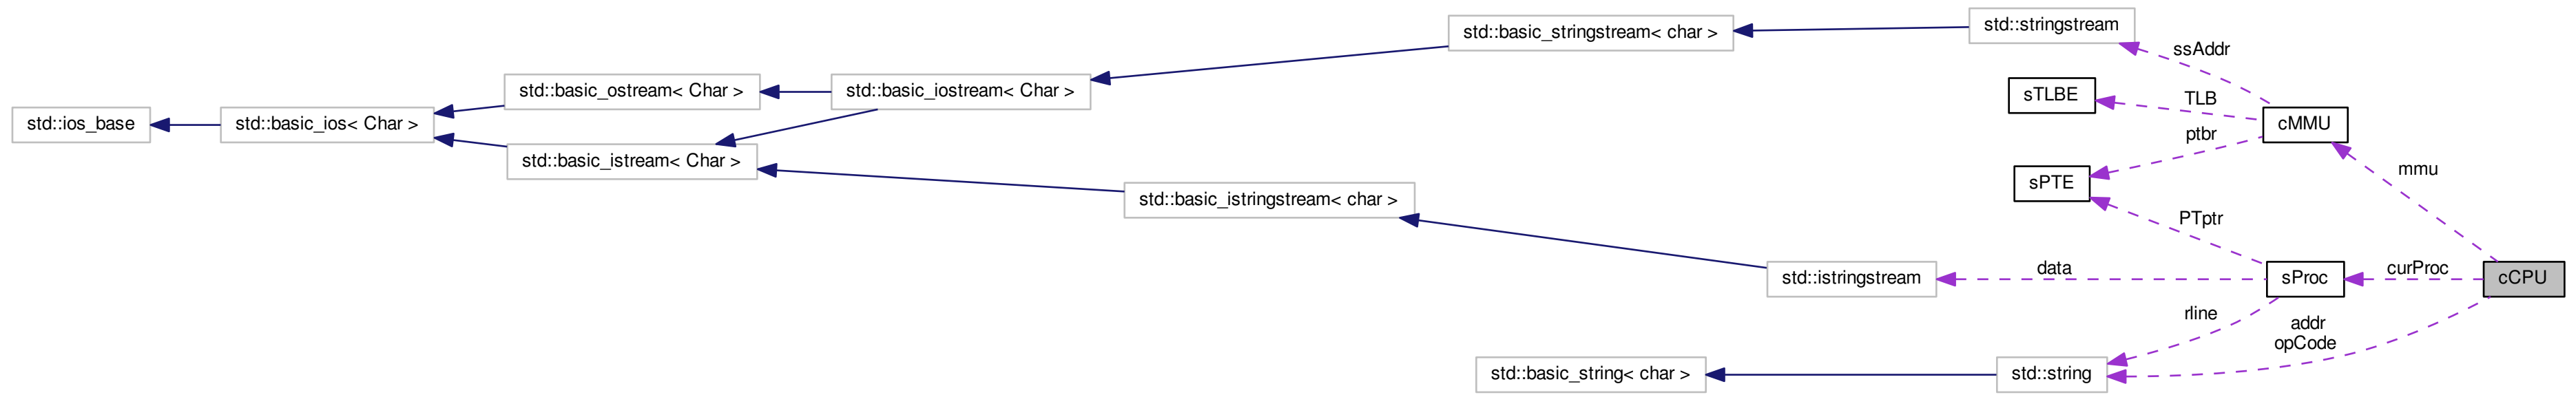 std::ios_base
std::basic_ios< Char >
std::basic_ostream< Char >
std::basic_istream< Char >
std::basic_iostream< Char >
std::basic_istringstream< char >
std::basic_stringstream< char >
std::basic_string< char >
std::istringstream
std::stringstream
sTLBE
sPTE
std::string
ssAddr
TLB
ptbr
PTptr
data
rline
addr
opCode
cMMU
sProc
mmu
curProc
cCPU